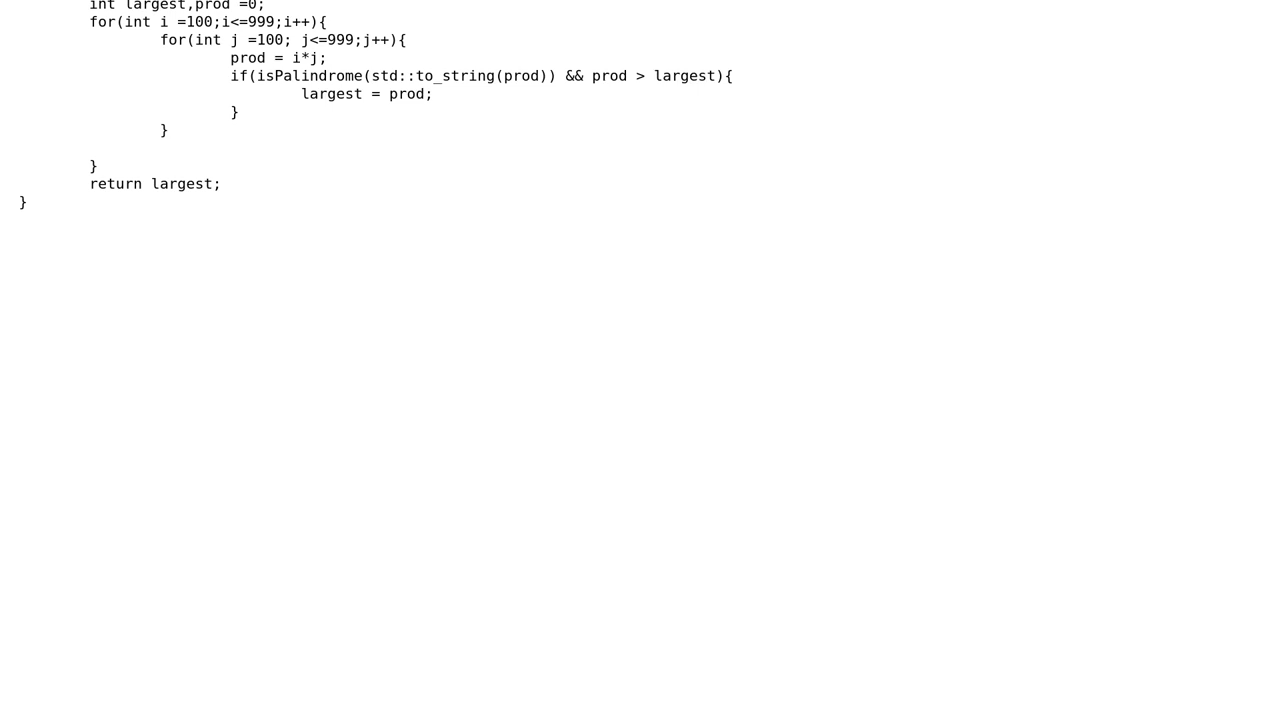 int largest,prod =0;
for(int i =100;i<=999;i++){
for(int j =100; j<=999;j++){
prod = i*j;
if(isPalindrome(std::to_string(prod)) && prod > largest){
largest = prod;
}
}
}
return largest;
}